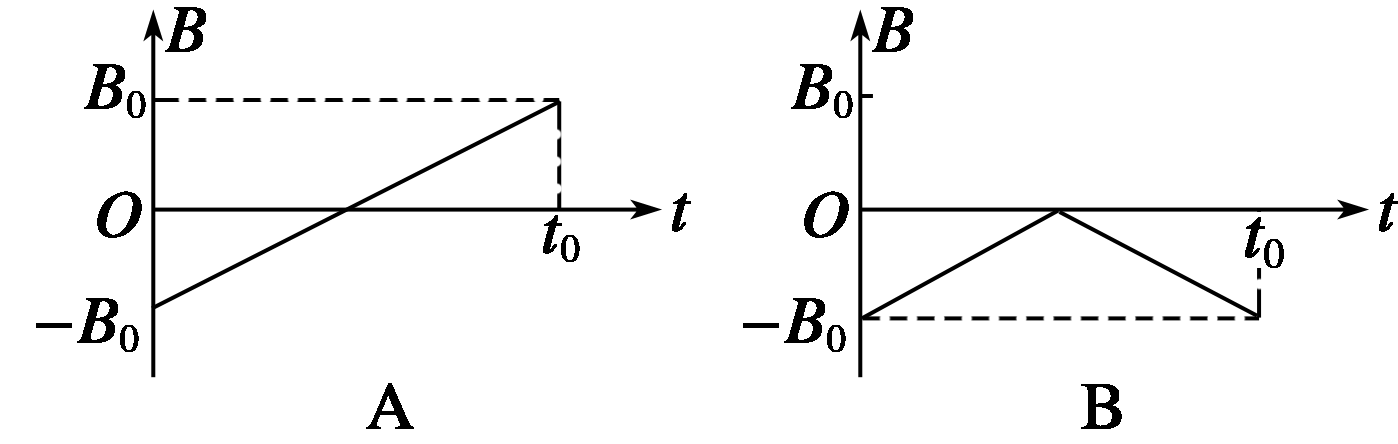 B B
B₀ B₀
O t O t
t₀ t₀
−B₀ −B₀
A B